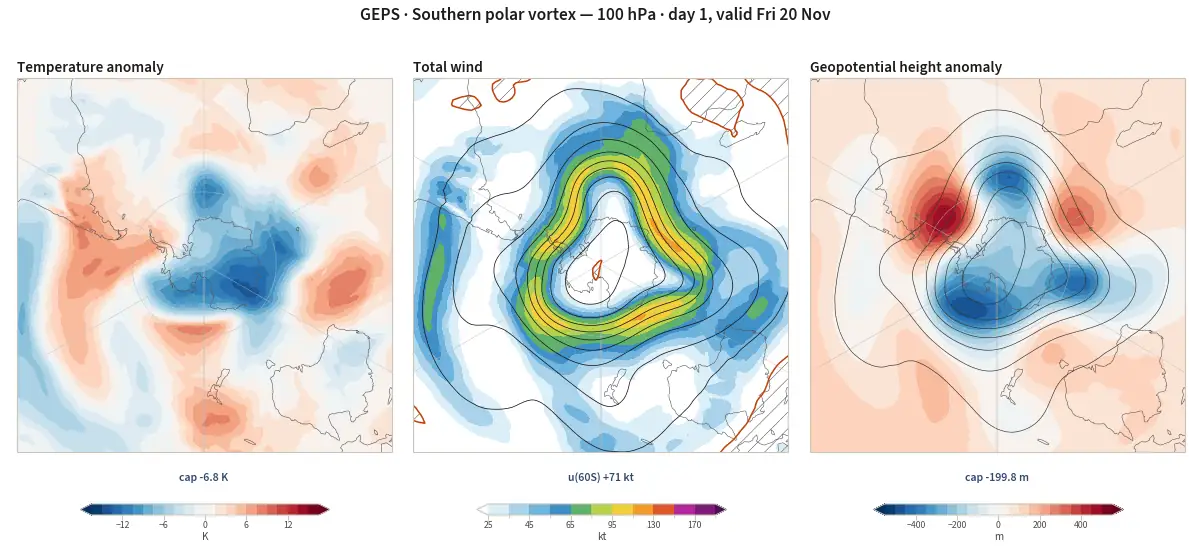 GEPS · Southern polar vortex — 100 hPa · day 1, valid Fri 20 Nov
Temperature anomaly
Total wind
Geopotential height anomaly
cap -6.8 K
u(60S) +71 kt
cap -199.8 m
−12 −6 0 6 12
K
25 45 65 95 130 170
kt
−400 −200 0 200 400
m